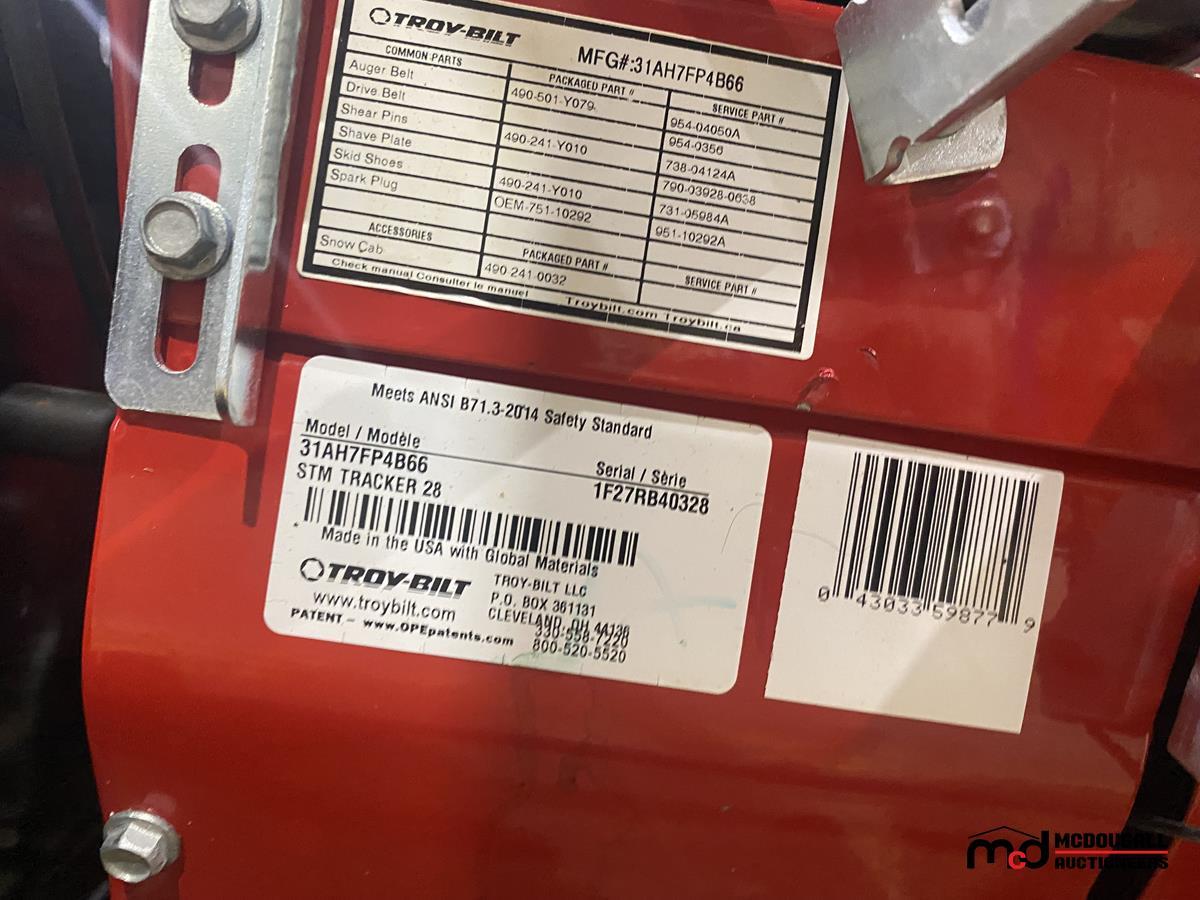 TROY-BILT
MFG#:31AH7FP4B66
COMMON PARTS PACKAGED PART # SERVICE PART #
Auger Belt 490-501-Y079 954-04050A
Drive Belt 954-0356
Shear Pins 490-241-Y010 738-04124A
Shave Plate 790-03928-0638
Skid Shoes 490-241-Y010 731-05984A
Spark Plug OEM-751-10292 951-10292A
ACCESSORIES PACKAGED PART # SERVICE PART #
Snow Cab 490 241-0032
Check manual Consulter le manuel Troybilt.com Troybilt.ca
Meets ANSI B71.3-2014 Safety Standard
Model / Modèle Serial / Série
31AH7FP4B66 1F27RB40328
STM TRACKER 28
Made in the USA with Global Materials
TROY-BILT
www.troybilt.com
PATENT - www.OPEpatents.com
TROY-BILT LLC
P.O. BOX 361131
CLEVELAND, OH 44136
330-558-7220
800-520-5520
0 43033 59877 9
mcd MCDOUGALL
AUCTIONEERS